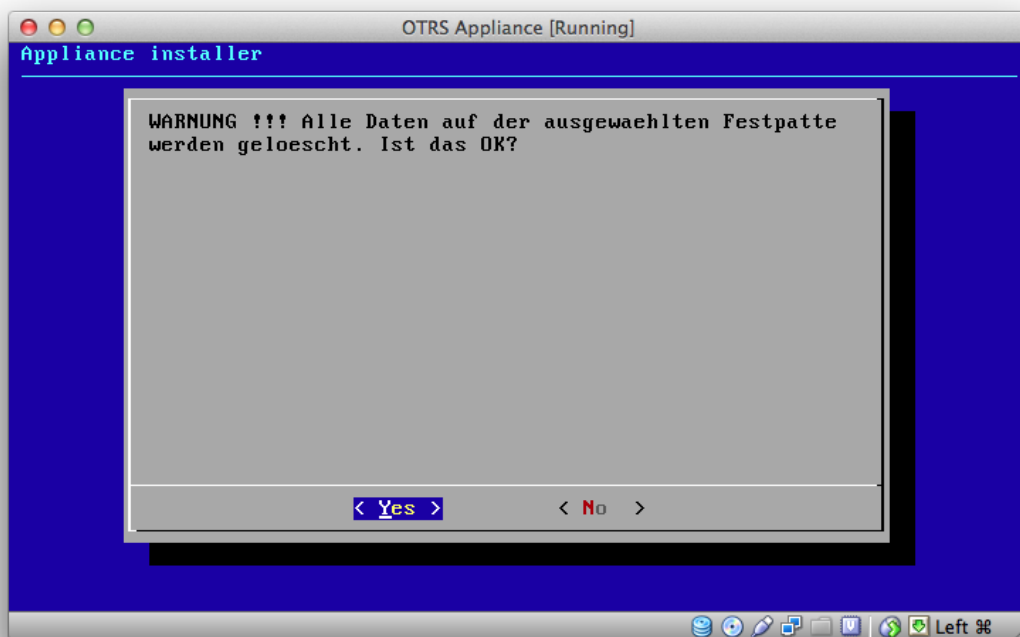 OTRS Appliance [Running]
Appliance installer
WARNUNG !!! Alle Daten auf der ausgewaehlten Festpatte
werden geloescht. Ist das OK?
< Yes > < No >
Left ⌘